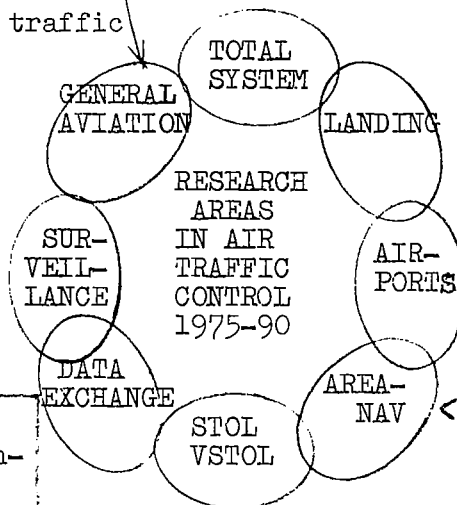 traffic
TOTAL
SYSTEM
GENERAL
AVIATION
LANDING
RESEARCH
AREAS
IN AIR
TRAFFIC
CONTROL
1975-90
SUR-
VEIL-
LANCE
AIR-
PORTS
DATA
EXCHANGE
AREA-
NAV
STOL
VSTOL
n-